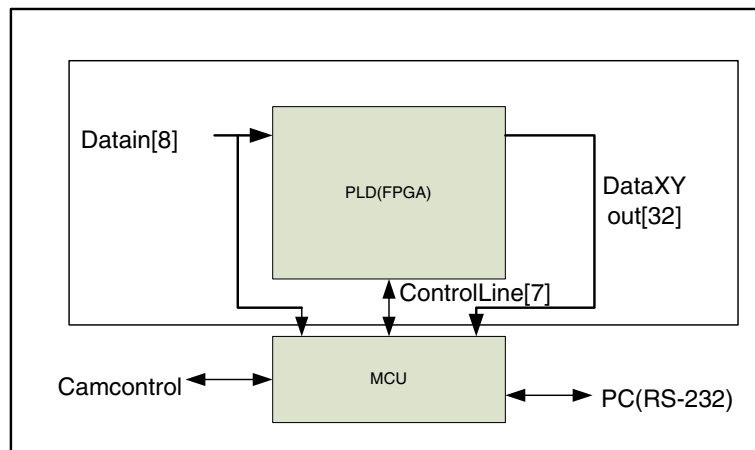 Datain[8]
PLD(FPGA)
DataXY
out[32]
ControlLine[7]
Camcontrol
MCU
PC(RS-232)